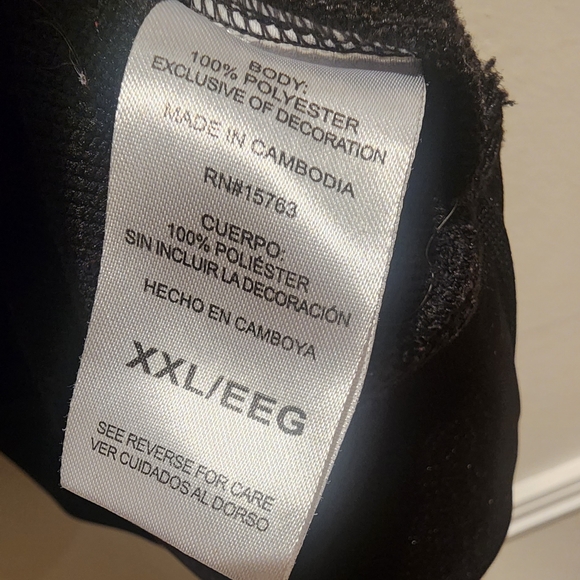 BODY:
100% POLYESTER
EXCLUSIVE OF DECORATION
MADE IN CAMBODIA
RN#15763
CUERPO:
100% POLIÉSTER
SIN INCLUIR LA DECORACIÓN
HECHO EN CAMBOYA
XXL/EEG
SEE REVERSE FOR CARE
VER CUIDADOS AL DORSO